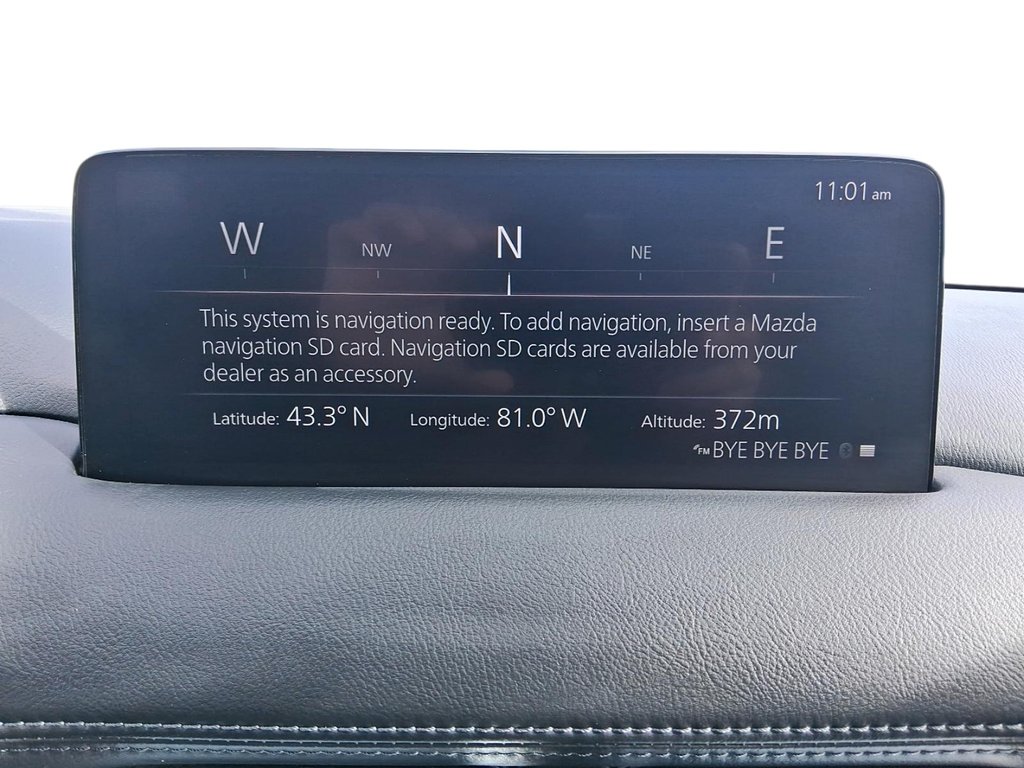 11:01 am
W NW N NE E
This system is navigation ready. To add navigation, insert a Mazda
navigation SD card. Navigation SD cards are available from your
dealer as an accessory.
Latitude: 43.3° N Longitude: 81.0° W Altitude: 372m
FM BYE BYE BYE